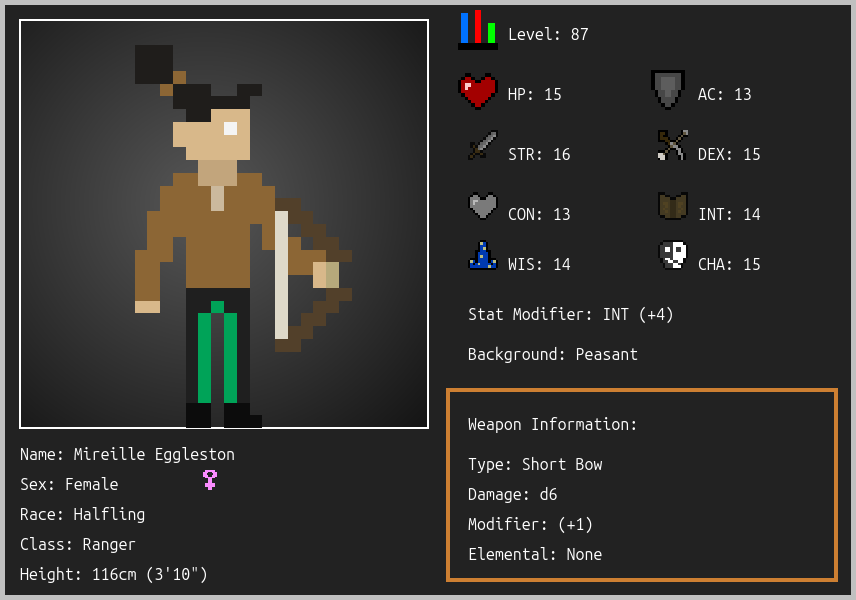 Level: 87
HP: 15
AC: 13
STR: 16
DEX: 15
CON: 13
INT: 14
WIS: 14
CHA: 15
Stat Modifier: INT (+4)
Background: Peasant
Weapon Information:
Type: Short Bow
Damage: d6
Modifier: (+1)
Elemental: None
Name: Mireille Eggleston
Sex: Female
Race: Halfling
Class: Ranger
Height: 116cm (3'10")